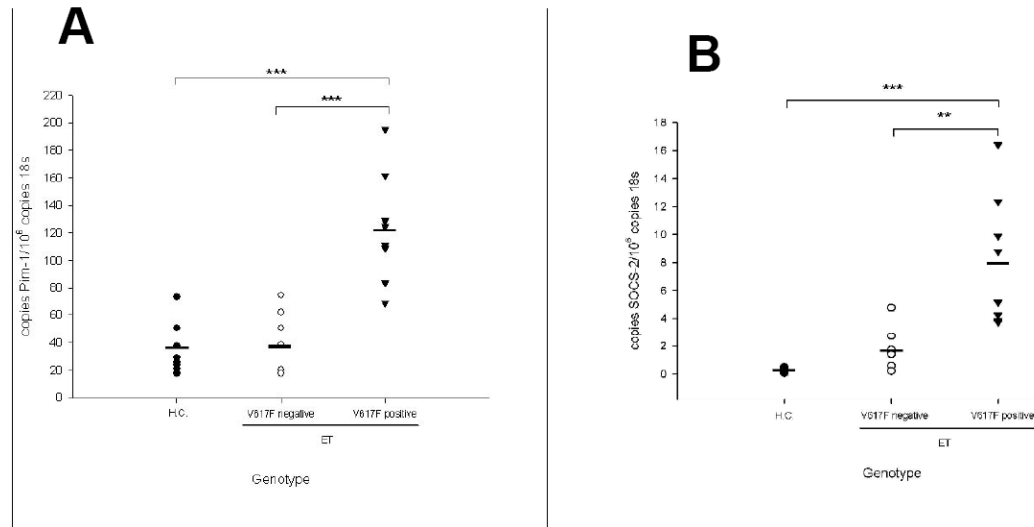 A
***
***
220
200
180
160
140
120
100
80
60
40
20
0
copies Pim-1/10⁶ copies 18s
H.C. V617F negative V617F positive
ET
Genotype
B
***
**
18
16
14
12
10
8
6
4
2
0
copies SOCS-2/10⁶ copies 18s
H.C. V617F negative V617F positive
ET
Genotype